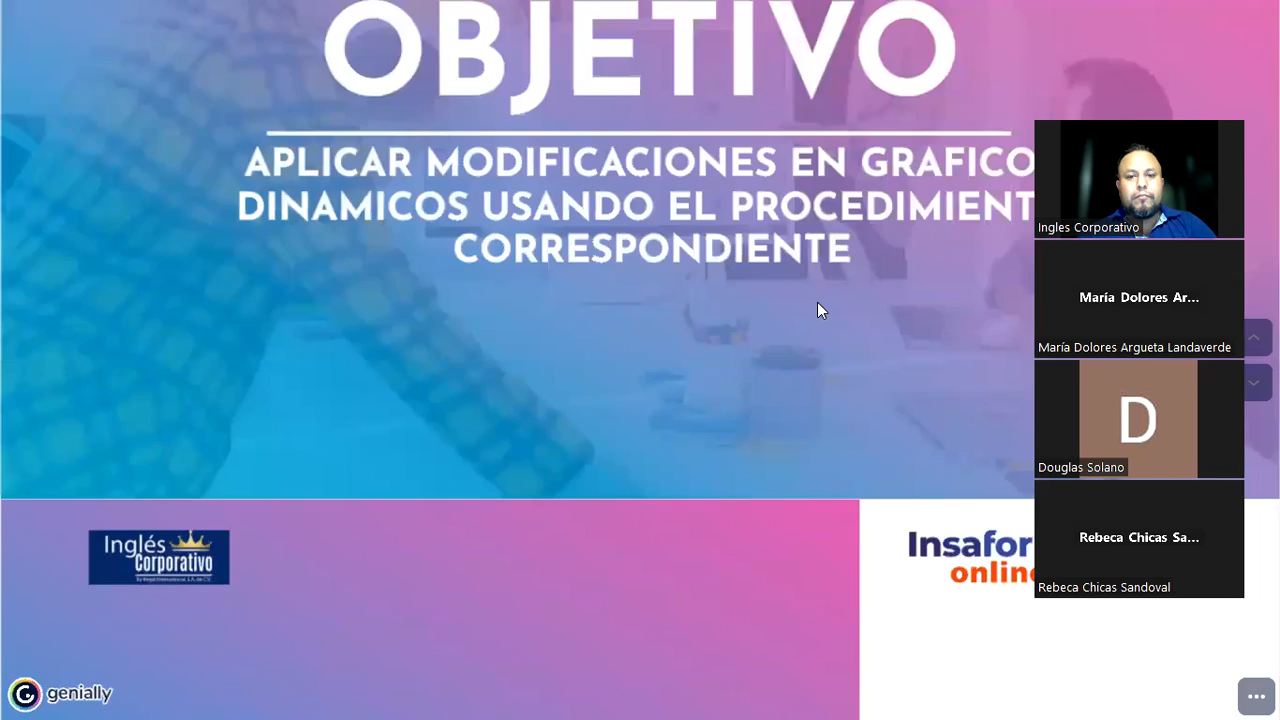 OBJETIVO
APLICAR MODIFICACIONES EN GRAFICO
DINAMICOS USANDO EL PROCEDIMIENT
CORRESPONDIENTE
Ingles Corporativo
María Dolores Ar...
María Dolores Argueta Landaverde
D
Douglas Solano
Rebeca Chicas Sa...
Rebeca Chicas Sandoval
Inglés
Corporativo
Insafor
online
genially